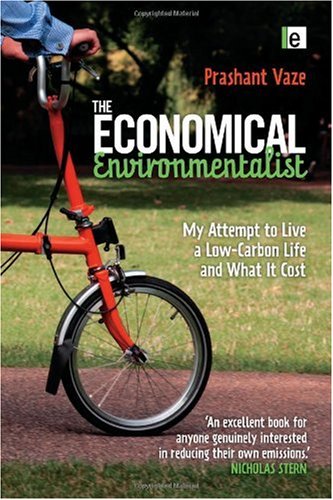 e
Prashant Vaze
THE
ECONOMICAL
Environmentalist
My Attempt to Live
a Low-Carbon Life
and What It Cost
'An excellent book for
anyone genuinely interested
in reducing their own emissions.'
NICHOLAS STERN